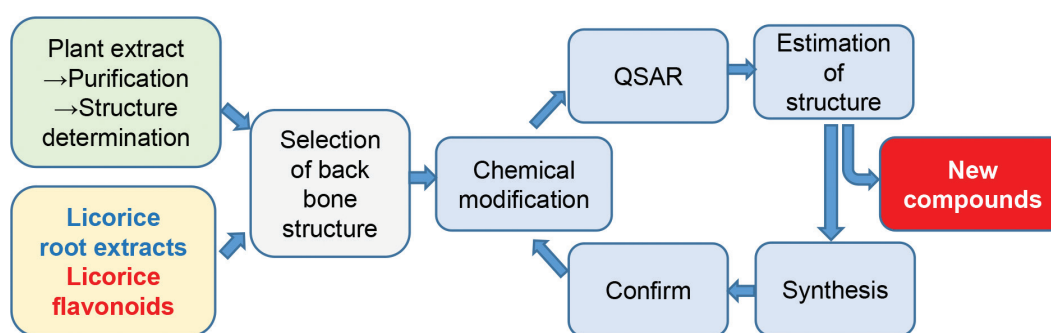 Plant extract
→Purification
→Structure
determination
Licorice
root extracts
Licorice
flavonoids
Selection
of back
bone
structure
Chemical
modification
QSAR
Estimation
of
structure
New
compounds
Synthesis
Confirm